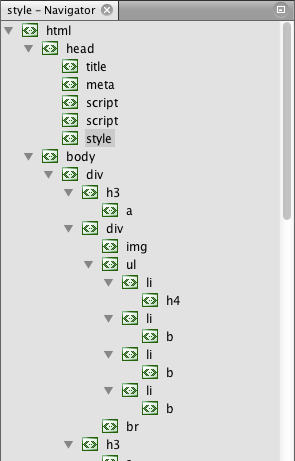 style - Navigator
html
head
title
meta
script
script
style
body
div
h3
a
div
img
ul
li
h4
li
b
li
b
li
b
br
h3